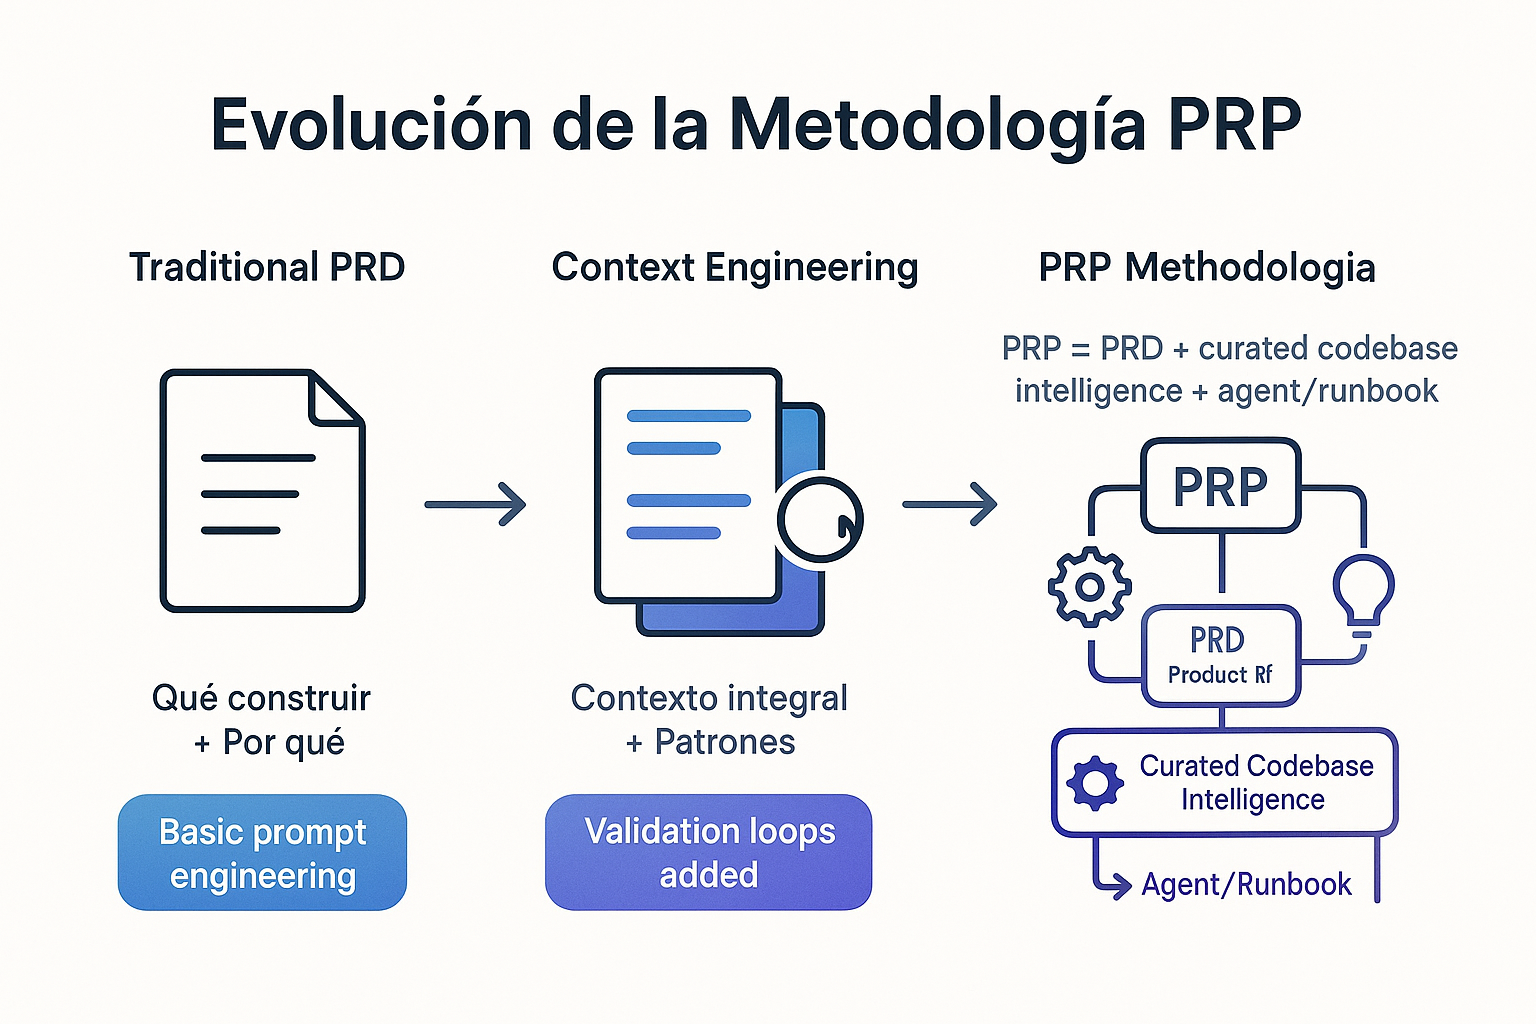 Evolución de la Metodología PRP
Traditional PRD
Qué construir
+ Por qué
Basic prompt
engineering
Context Engineering
Contexto integral
+ Patrones
Validation loops
added
PRP Methodologia
PRP = PRD + curated codebase
intelligence + agent/runbook
PRP
PRD
Product Rf
Curated Codebase
Intelligence
Agent/Runbook